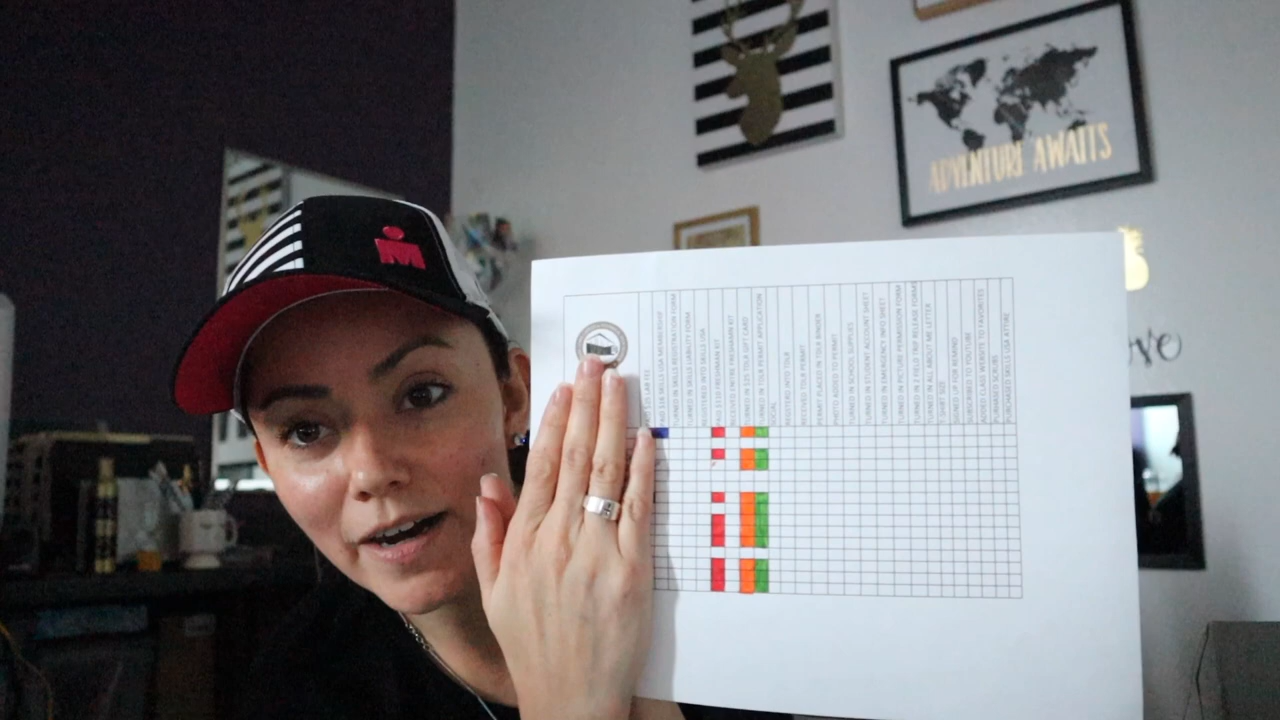 ADVENTURE AWAITS
PAID $16 SKILLS USA MEMBERSHIP
TURNED IN SKILLS REGISTRATION FORM
TURNED IN SKILLS LIABILITY FORM
REGISTERED INTO SKILLS USA
PAID $110 FRESHMAN KIT
RECEIVED ENTIRE FRESHMAN KIT
TURNED IN $25 TDLR GIFT CARD
TURNED IN TDLR PERMIT APPLICATION
REGISTERED INTO TDLR
RECEIVED TDLR PERMIT
PERMIT PLACED IN TDLR BINDER
PHOTO ADDED TO PERMIT
TURNED IN SCHOOL SUPPLIES
TURNED IN STUDENT ACCOUNT SHEET
TURNED IN EMERGENCY INFO SHEET
TURNED IN PICTURE PERMISSION FORM
TURNED IN 2 FIELD TRIP RELEASE FORMS
TURNED IN ALL ABOUT ME LETTER
T-SHIRT SIZE
SIGNED UP FOR REMIND
SUBSCRIBED TO YOUTUBE
ADDED CLASS WEBSITE TO FAVORITES
PURCHASED SCRUBS
PURCHASED SKILLS USA ATTIRE